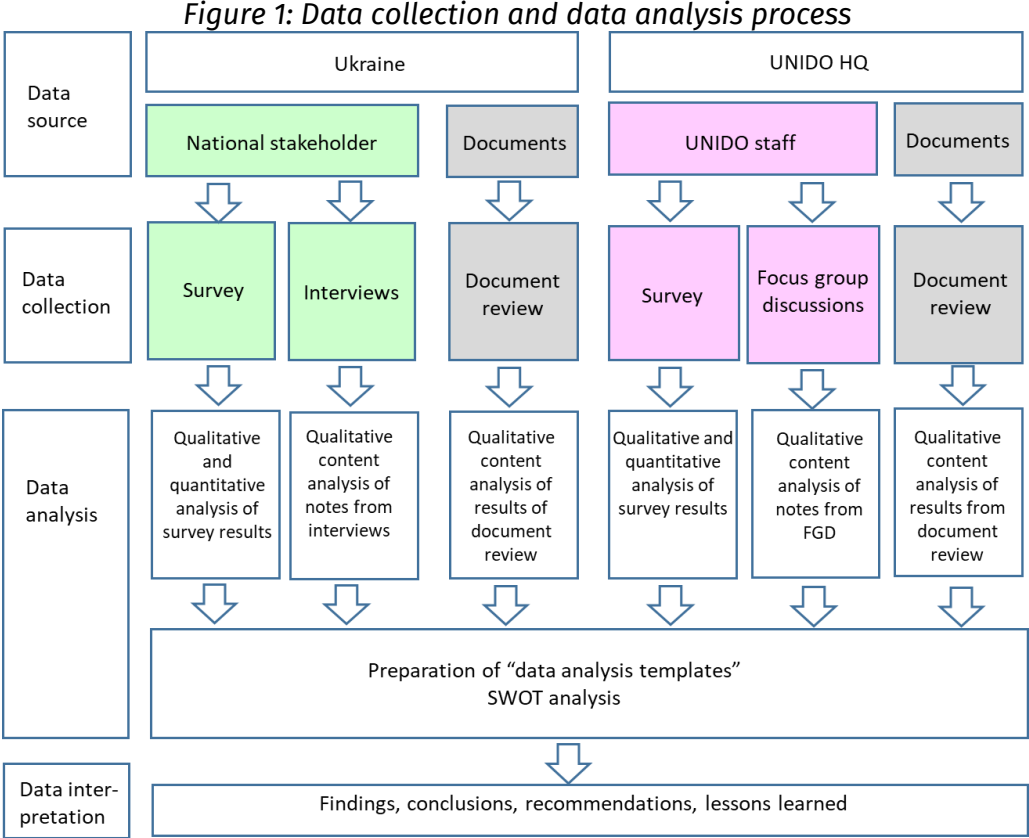 Figure 1: Data collection and data analysis process
Data
source
Ukraine
UNIDO HQ
National stakeholder
Documents
UNIDO staff
Documents
Data
collection
Survey
Interviews
Document
review
Survey
Focus group
discussions
Document
review
Data
analysis
Qualitative
and
quantitative
analysis of
survey results
Qualitative
content
analysis of
notes from
interviews
Qualitative
content
analysis of
results of
document
review
Qualitative and
quantitative
analysis of
survey results
Qualitative
content
analysis of
notes from
FGD
Qualitative
content
analysis of
results from
document
review
Preparation of “data analysis templates”
SWOT analysis
Data inter-
pretation
Findings, conclusions, recommendations, lessons learned